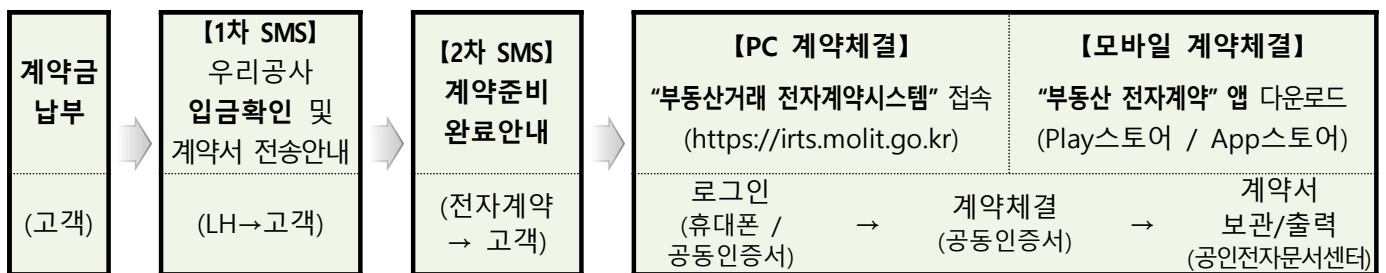 계약금
납부
(고객)
【1차 SMS】
우리공사
입금확인 및
계약서 전송안내
(LH→고객)
【2차 SMS】
계약준비
완료안내
(전자계약
→ 고객)
【PC 계약체결】
“부동산거래 전자계약시스템” 접속
(https://irts.molit.go.kr)
【모바일 계약체결】
“부동산 전자계약” 앱 다운로드
(Play스토어 / App스토어)
로그인
(휴대폰 /
공동인증서)
→
계약체결
(공동인증서)
→
계약서
보관/출력
(공인전자문서센터)